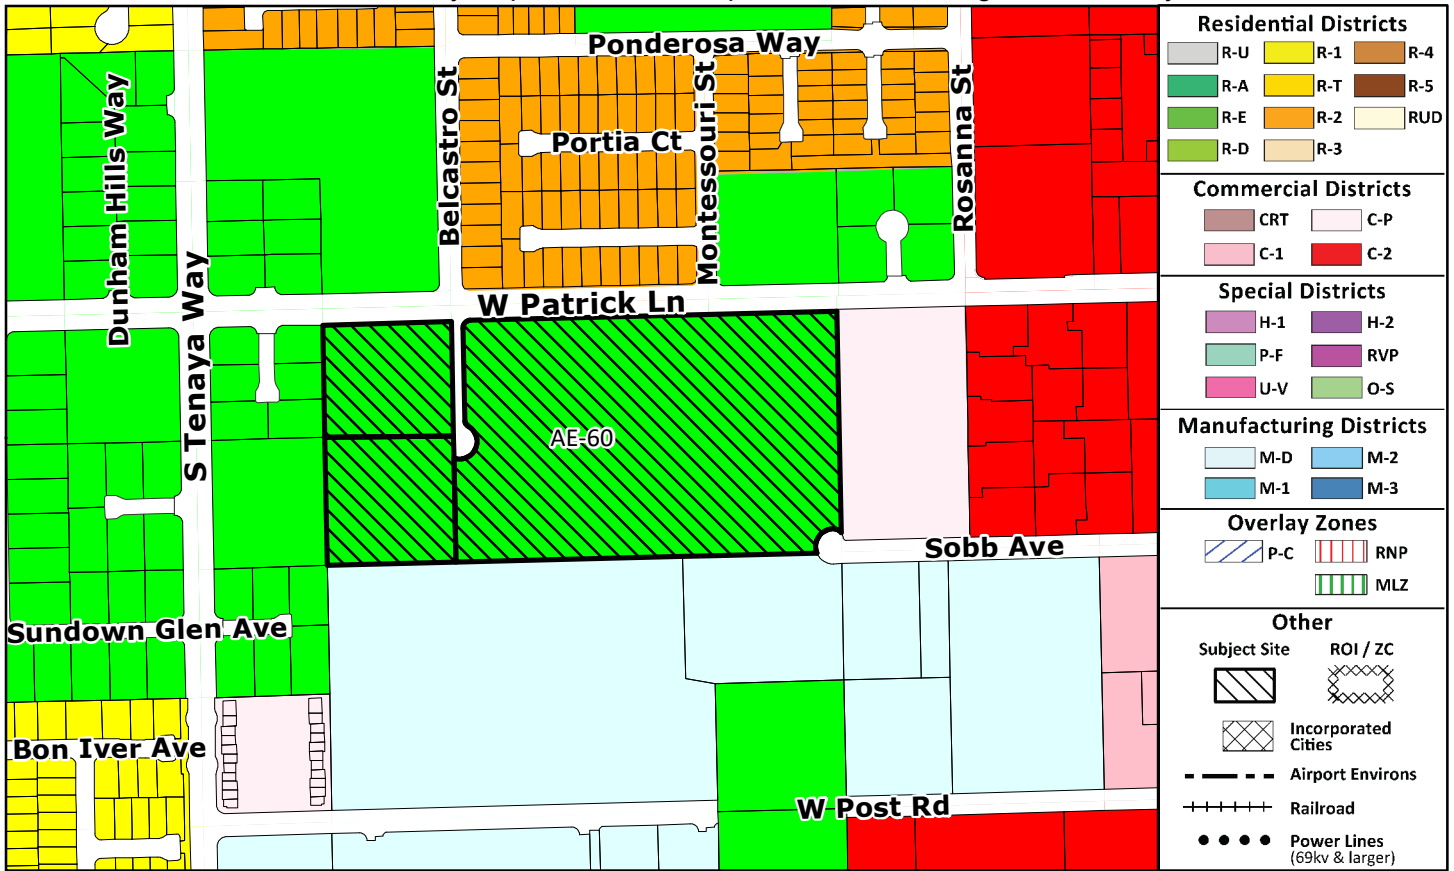 Ponderosa Way
Dunham Hills Way
Belcastro St
Montessouri St
Rosanna St
Portia Ct
S Tenaya Way
W Patrick Ln
AE-60
Sobb Ave
Sundown Glen Ave
Bon Iver Ave
W Post Rd
Residential Districts
R-U R-1 R-4
R-A R-T R-5
R-E R-2 RUD
R-D R-3
Commercial Districts
CRT C-P
C-1 C-2
Special Districts
H-1 H-2
P-F RVP
U-V O-S
Manufacturing Districts
M-D M-2
M-1 M-3
Overlay Zones
P-C RNP
MLZ
Other
Subject Site ROI / ZC
Incorporated
Cities
Airport Environs
Railroad
Power Lines
(69kv & larger)